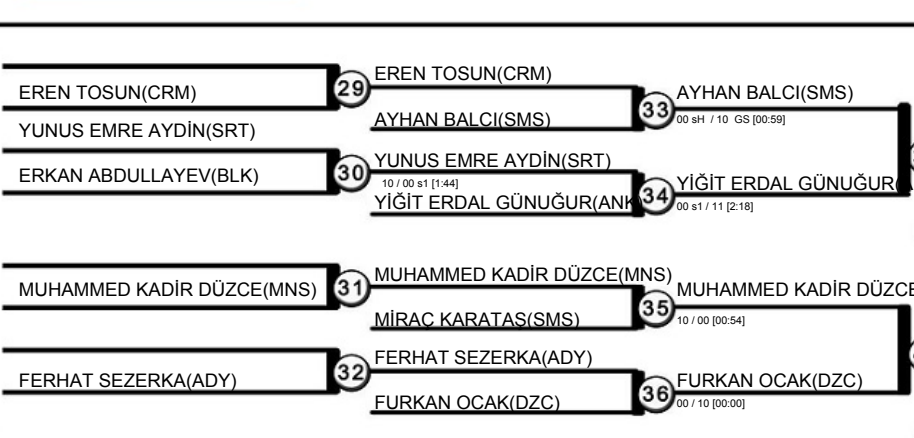 EREN TOSUN(CRM)
YUNUS EMRE AYDİN(SRT)
ERKAN ABDULLAYEV(BLK)
MUHAMMED KADİR DÜZCE(MNS)
FERHAT SEZERKA(ADY)
29
30
31
32
EREN TOSUN(CRM)
AYHAN BALCI(SMS)
YUNUS EMRE AYDİN(SRT)
10 / 00 s1 [1:44]
YİĞİT ERDAL GÜNUĞUR(ANK)
MUHAMMED KADİR DÜZCE(MNS)
MİRAÇ KARATAŞ(SMS)
FERHAT SEZERKA(ADY)
FURKAN OCAK(DZC)
33
34
35
36
AYHAN BALCI(SMS)
00 sH / 10 GS [00:59]
YİĞİT ERDAL GÜNUĞUR(
00 s1 / 11 [2:18]
MUHAMMED KADİR DÜZCE
10 / 00 [00:54]
FURKAN OCAK(DZC)
00 / 10 [00:00]